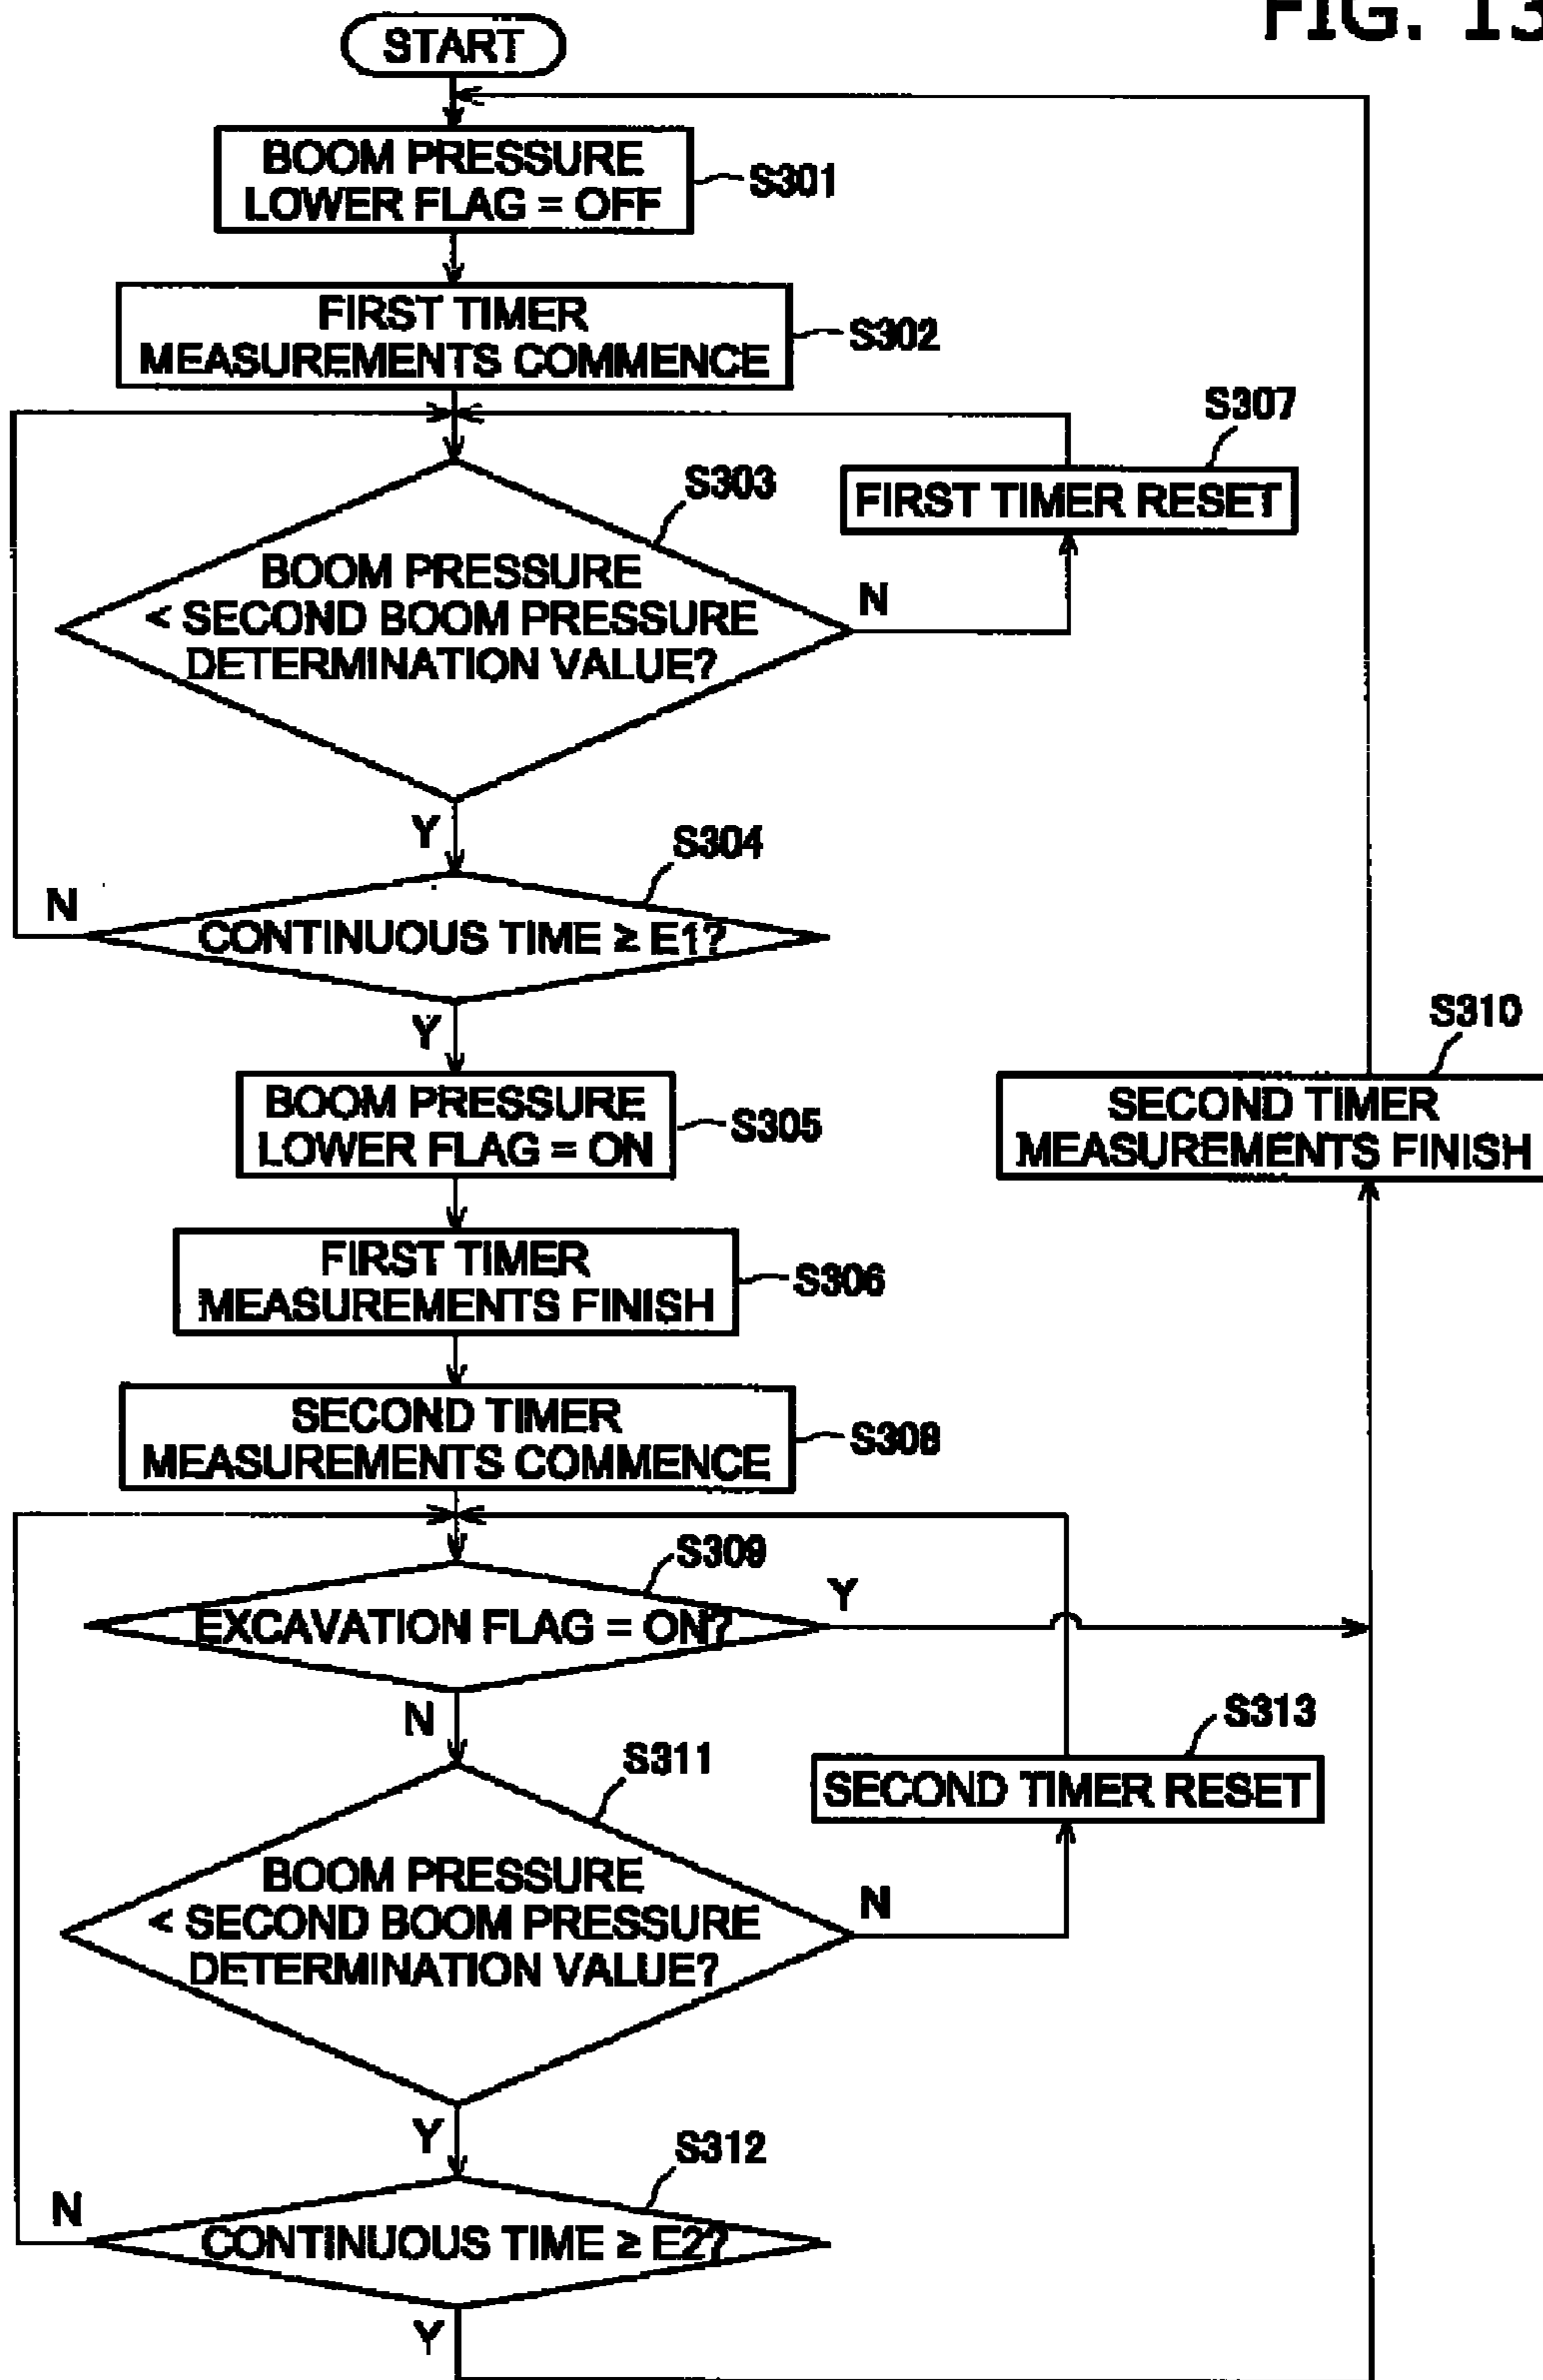 FIG. 13
START
BOOM PRESSURE
LOWER FLAG = OFF
S301
FIRST TIMER
MEASUREMENTS COMMENCE
S302
S307
FIRST TIMER RESET
S303
BOOM PRESSURE
< SECOND BOOM PRESSURE
DETERMINATION VALUE?
N
Y
S304
N
CONTINUOUS TIME ≥ E1?
Y
BOOM PRESSURE
LOWER FLAG = ON
S305
S310
SECOND TIMER
MEASUREMENTS FINISH
FIRST TIMER
MEASUREMENTS FINISH
S306
SECOND TIMER
MEASUREMENTS COMMENCE
S308
S309
EXCAVATION FLAG = ON?
Y
N
S313
SECOND TIMER RESET
S311
BOOM PRESSURE
< SECOND BOOM PRESSURE
DETERMINATION VALUE?
N
Y
S312
N
CONTINUOUS TIME ≥ E2?
Y